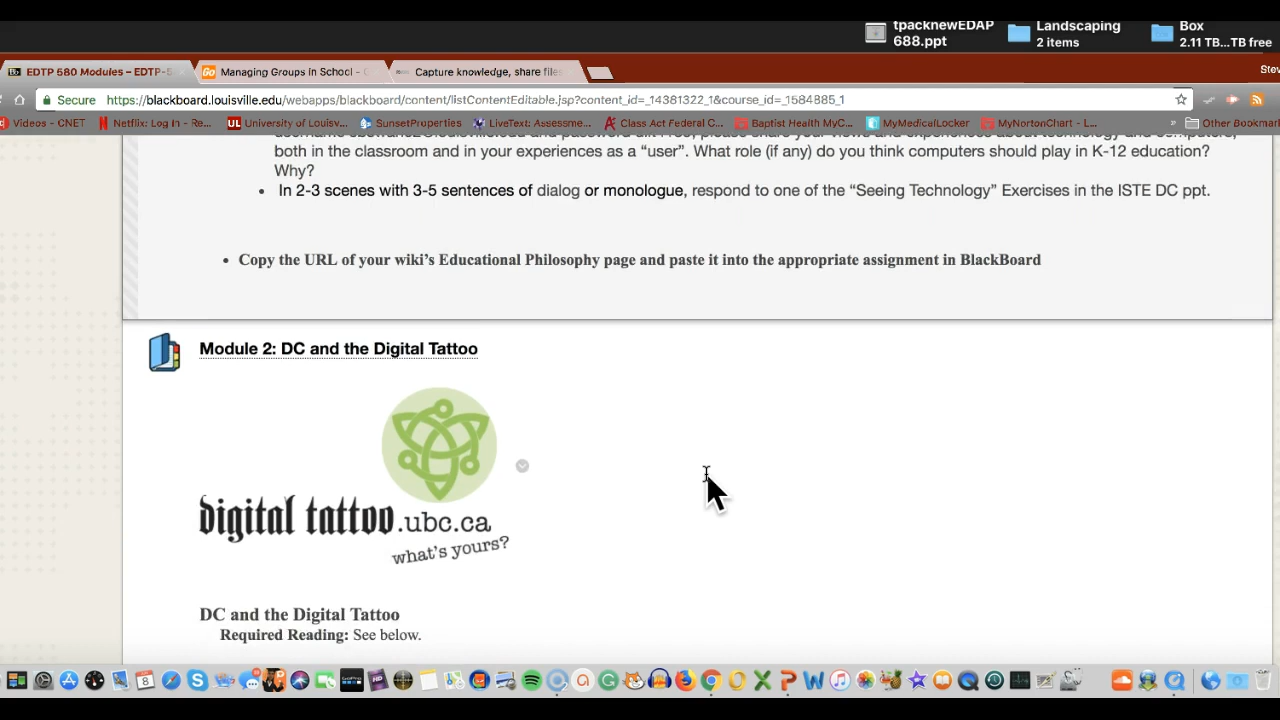 tpacknewEDAP
688.ppt
Landscaping
2 items
Box
2.11 TB...TB free
EDTP 580 Modules – EDTP-5
Managing Groups in School -
Capture knowledge, share files
Stev
Secure https://blackboard.louisville.edu/webapps/blackboard/content/listContentEditable.jsp?content_id=_14381322_1&course_id=_1584885_1
Videos - CNET
Netflix: Log In - Re...
University of Louisv...
SunsetProperties
LiveText: Assessme...
Class Act Federal C...
Baptist Health MyC...
MyMedicalLocker
MyNortonChart - L...
Other Bookmar
both in the classroom and in your experiences as a “user”. What role (if any) do you think computers should play in K-12 education?
Why?
• In 2-3 scenes with 3-5 sentences of dialog or monologue, respond to one of the “Seeing Technology” Exercises in the ISTE DC ppt.
• Copy the URL of your wiki’s Educational Philosophy page and paste it into the appropriate assignment in BlackBoard
Module 2: DC and the Digital Tattoo
digital tattoo.ubc.ca
what’s yours?
DC and the Digital Tattoo
Required Reading: See below.